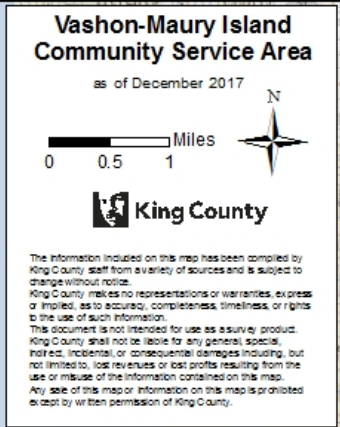 Vashon-Maury Island
Community Service Area
as of December 2017
N
Miles
0 0.5 1
King County
The information included on this map has been compiled by
King County staff from a variety of sources and is subject to
change without notice.
King County makes no representations or warranties, express
or implied, as to accuracy, completeness, timeliness, or rights
to the use of such information.
This document is not intended for use as a survey product.
King County shall not be liable for any general, special,
indirect, incidental, or consequential damages including, but
not limited to, lost revenues or lost profits resulting from the
use or misuse of the information contained on this map.
Any sale of this map or information on this map is prohibited
except by written permission of King County.